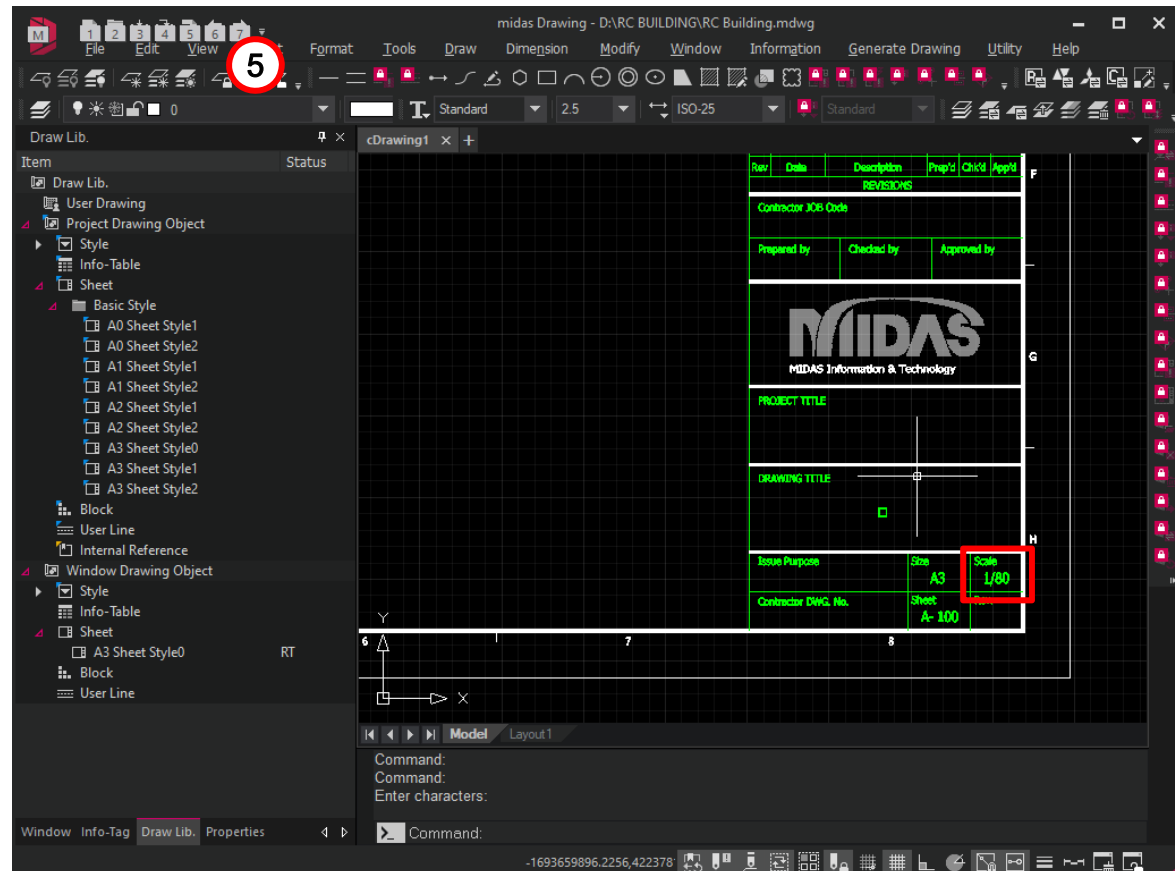 midas Drawing - D:\RC BUILDING\RC Building.mdwg
M 1 2 3 4 5 6 7
File Edit View Format Tools Draw Dimension Modify Window Information Generate Drawing Utility Help
5
0 Standard 2.5 ISO-25 Standard
Draw Lib.
Item Status
Draw Lib.
User Drawing
Project Drawing Object
Style
Info-Table
Sheet
Basic Style
A0 Sheet Style1
A0 Sheet Style2
A1 Sheet Style1
A1 Sheet Style2
A2 Sheet Style1
A2 Sheet Style2
A3 Sheet Style0
A3 Sheet Style1
A3 Sheet Style2
Block
User Line
Internal Reference
Window Drawing Object
Style
Info-Table
Sheet
A3 Sheet Style0 RT
Block
User Line
Window Info-Tag Draw Lib. Properties
cDrawing1
Rev Date Description Prep'd Chk'd App'd F
REVISIONS
Contractor JOB Code
Prepared by Checked by Approved by
MIDAS
MIDAS Information & Technology
G
PROJECT TITLE
DRAWING TITLE
H
Issue Purpose Size Scale
A3 1/80
Contractor DWG. No. Sheet
A- 100
6 7 8
Y
X
Model Layout1
Command:
Command:
Enter characters:
Command:
-1693659896.2256,422378